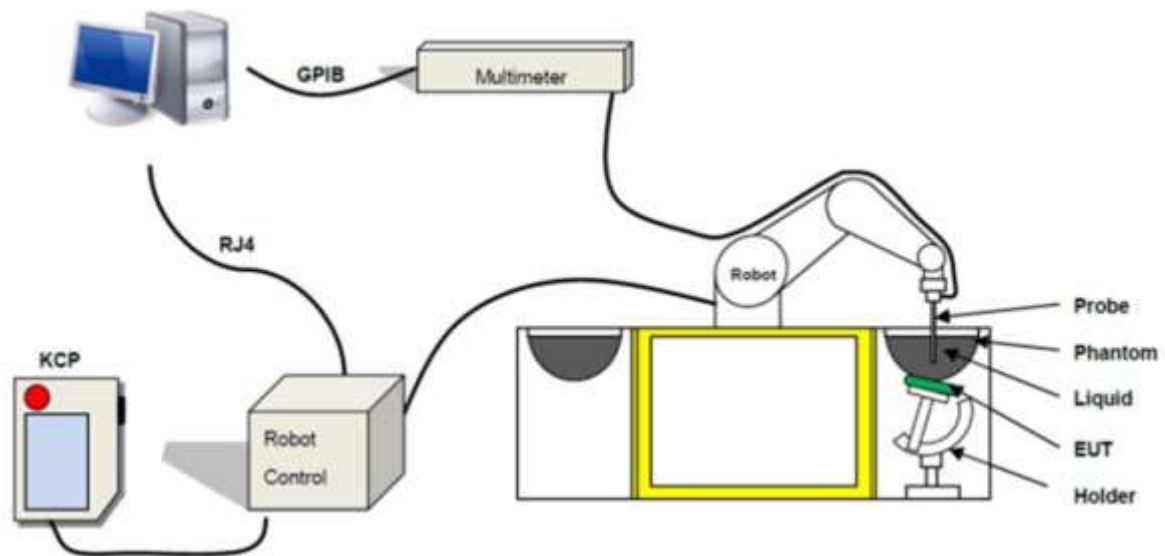 GPIB
Multimeter
RJ4
Robot
KCP
Robot
Control
Probe
Phantom
Liquid
EUT
Holder